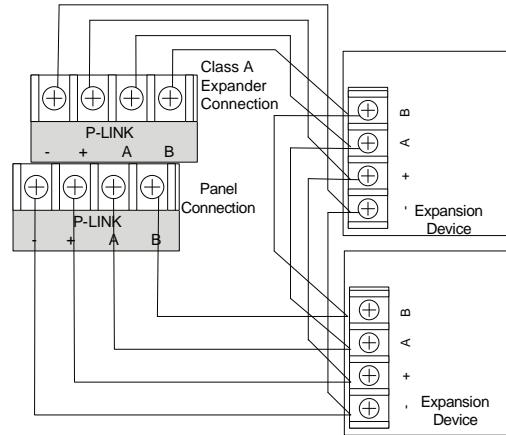 Class A
Expander
Connection
P-LINK
- + A B
Panel
Connection
P-LINK
- + A B
B
A
+
-
Expansion
Device
B
A
+
-
Expansion
Device